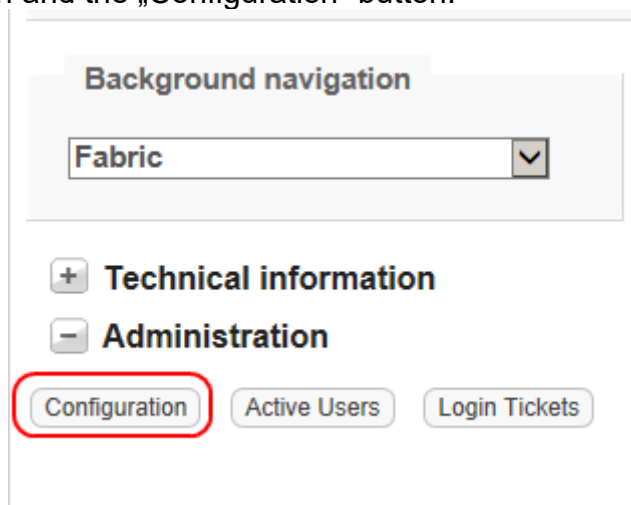 and the „Configuration“ button.
Background navigation
Fabric
Technical information
Administration
Configuration Active Users Login Tickets